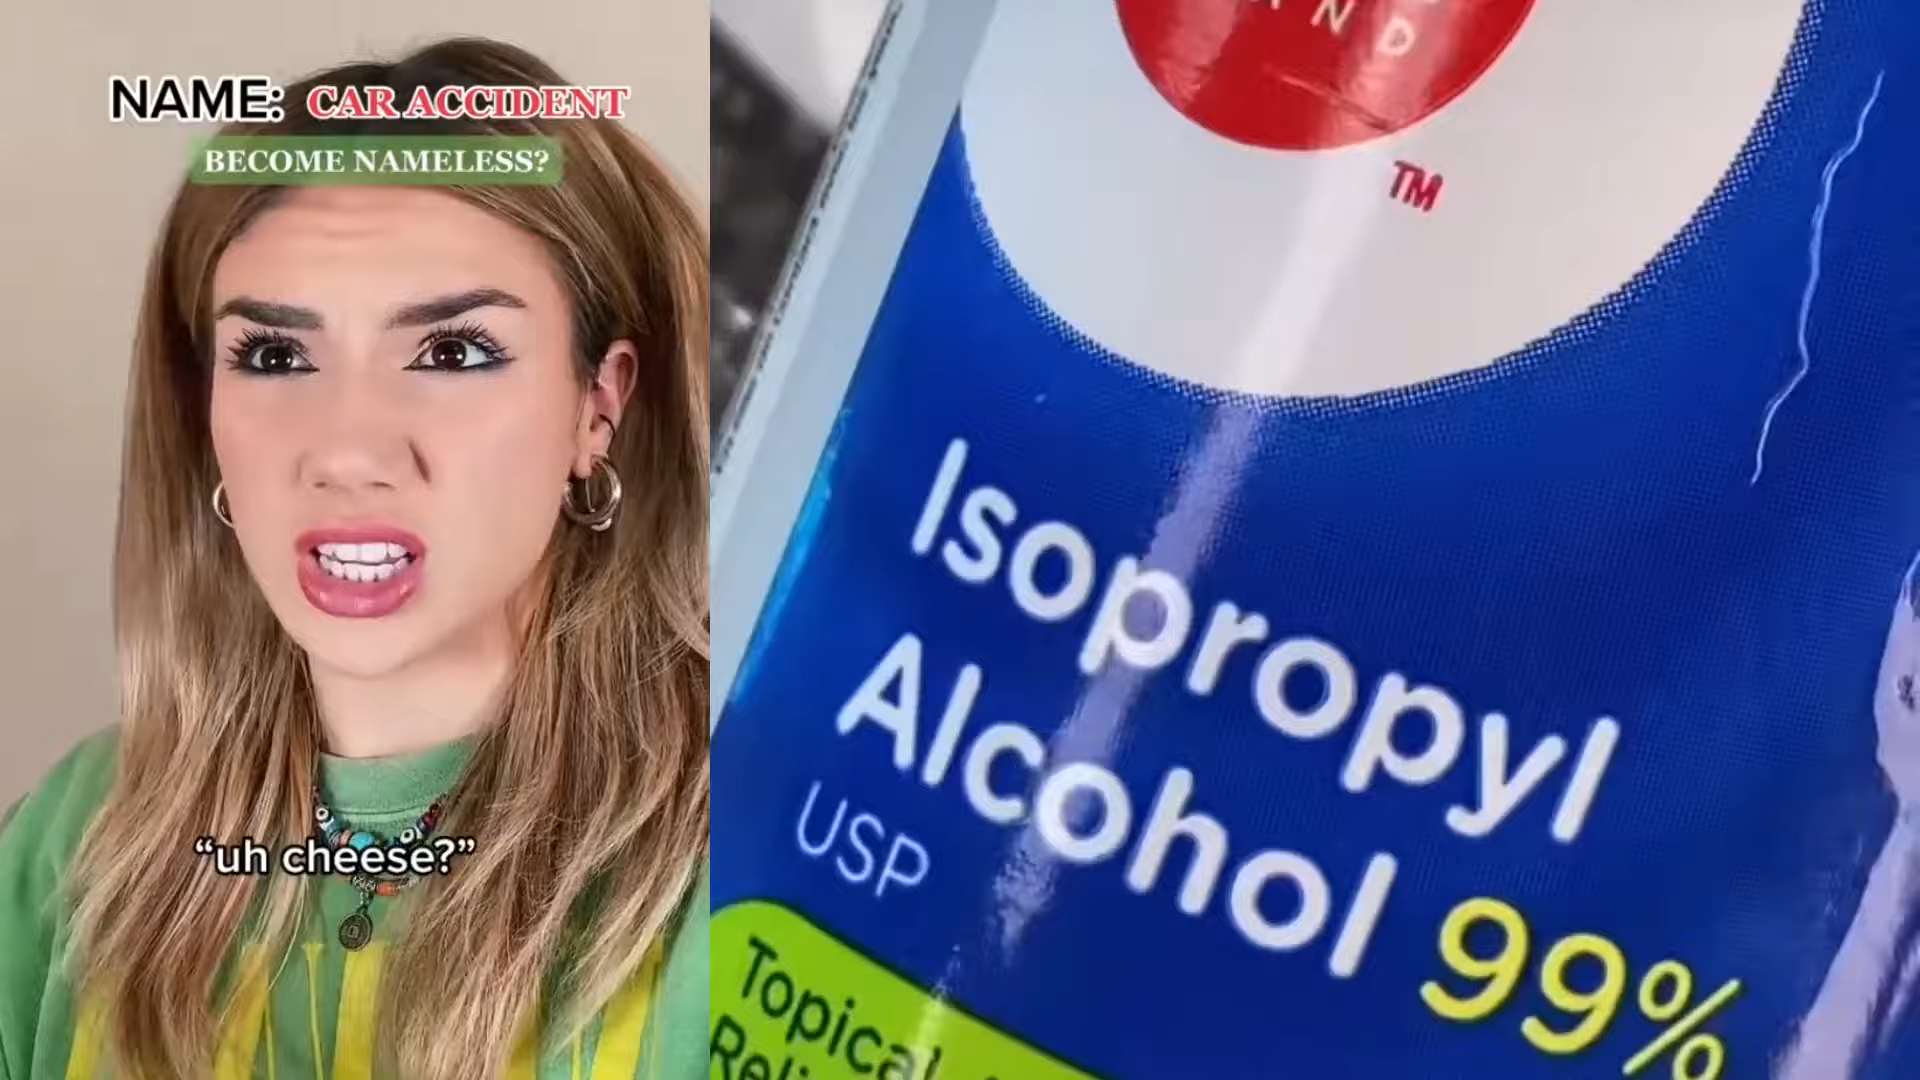 NAME: CAR ACCIDENT
BECOME NAMELESS?
“uh cheese?”
TM
Isopropyl
Alcohol 99%
USP
Topical